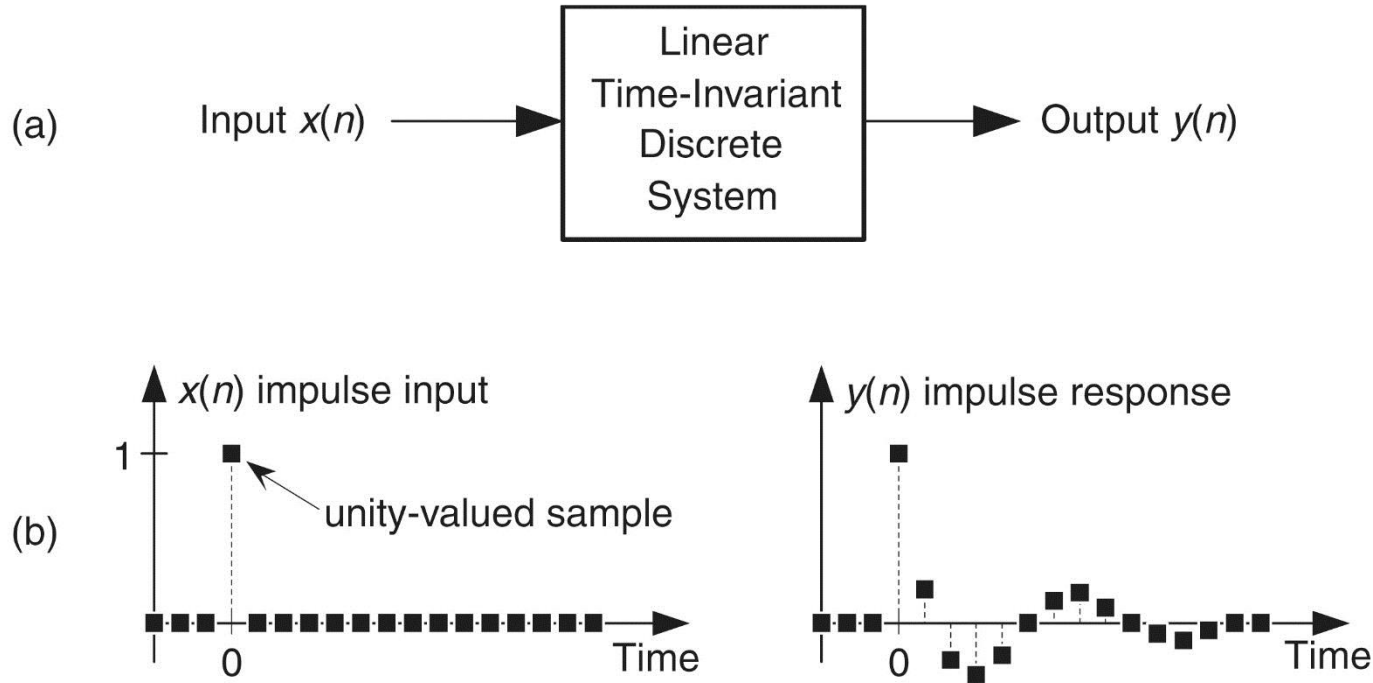 (a)
Input x(n)
Linear
Time-Invariant
Discrete
System
Output y(n)
(b)
x(n) impulse input
1
unity-valued sample
0
Time
y(n) impulse response
0
Time